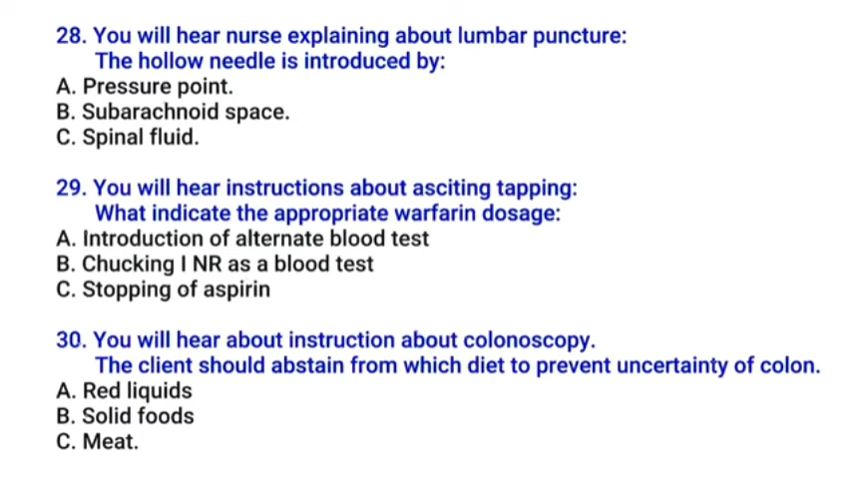 28. You will hear nurse explaining about lumbar puncture:
The hollow needle is introduced by:
A. Pressure point.
B. Subarachnoid space.
C. Spinal fluid.
29. You will hear instructions about asciting tapping:
What indicate the appropriate warfarin dosage:
A. Introduction of alternate blood test
B. Chucking I NR as a blood test
C. Stopping of aspirin
30. You will hear about instruction about colonoscopy.
The client should abstain from which diet to prevent uncertainty of colon.
A. Red liquids
B. Solid foods
C. Meat.